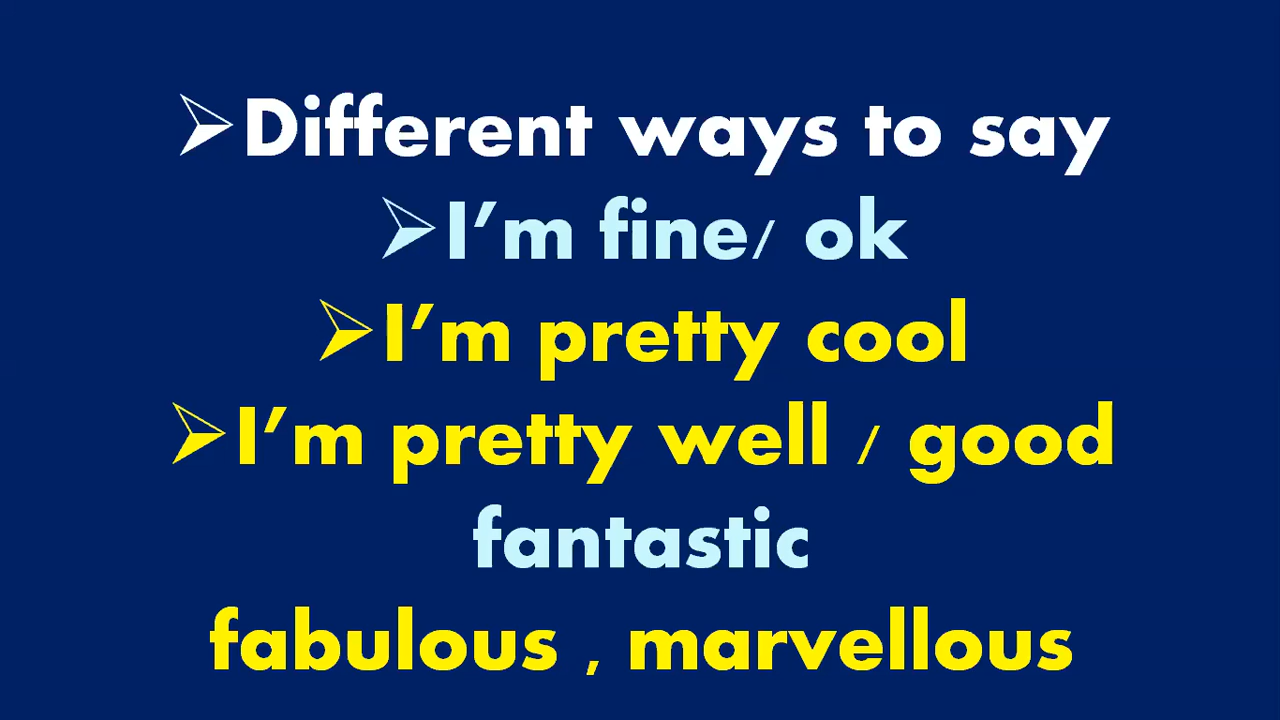 ➢Different ways to say
➢I’m fine/ ok
➢I’m pretty cool
➢I’m pretty well / good
fantastic
fabulous , marvellous